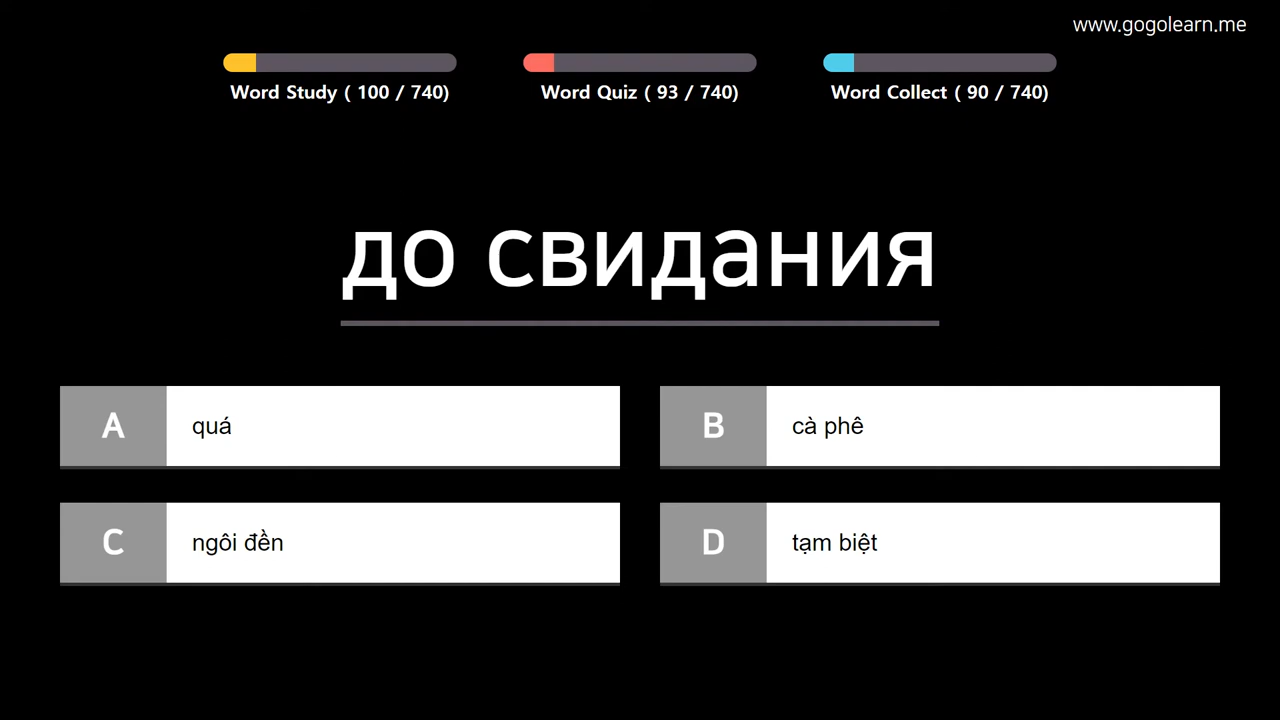 www.gogolearn.me
Word Study ( 100 / 740)
Word Quiz ( 93 / 740)
Word Collect ( 90 / 740)
до свидания
A
quá
B
cà phê
C
ngôi đền
D
tạm biệt